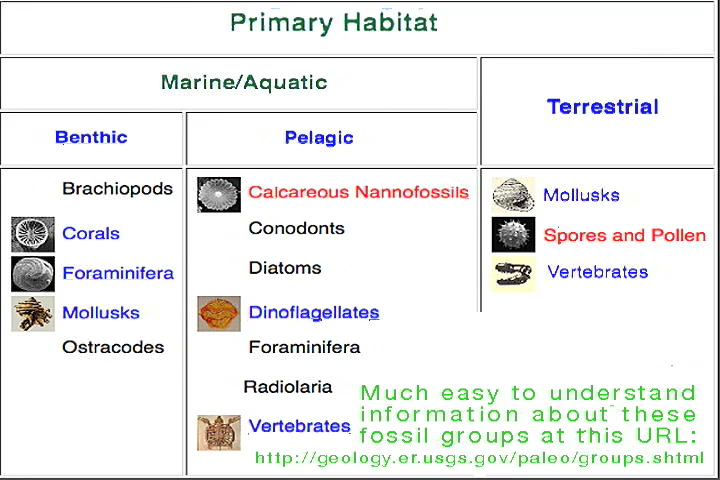 Primary Habitat
Marine/Aquatic
Terrestrial
Benthic
Pelagic
Brachiopods
Corals
Foraminifera
Mollusks
Ostracodes
Calcareous Nannofossils
Conodonts
Diatoms
Dinoflagellates
Foraminifera
Radiolaria
Vertebrates
Mollusks
Spores and Pollen
Vertebrates
Much easy to understand
information about these
fossil groups at this URL:
http://geology.er.usgs.gov/paleo/groups.shtml